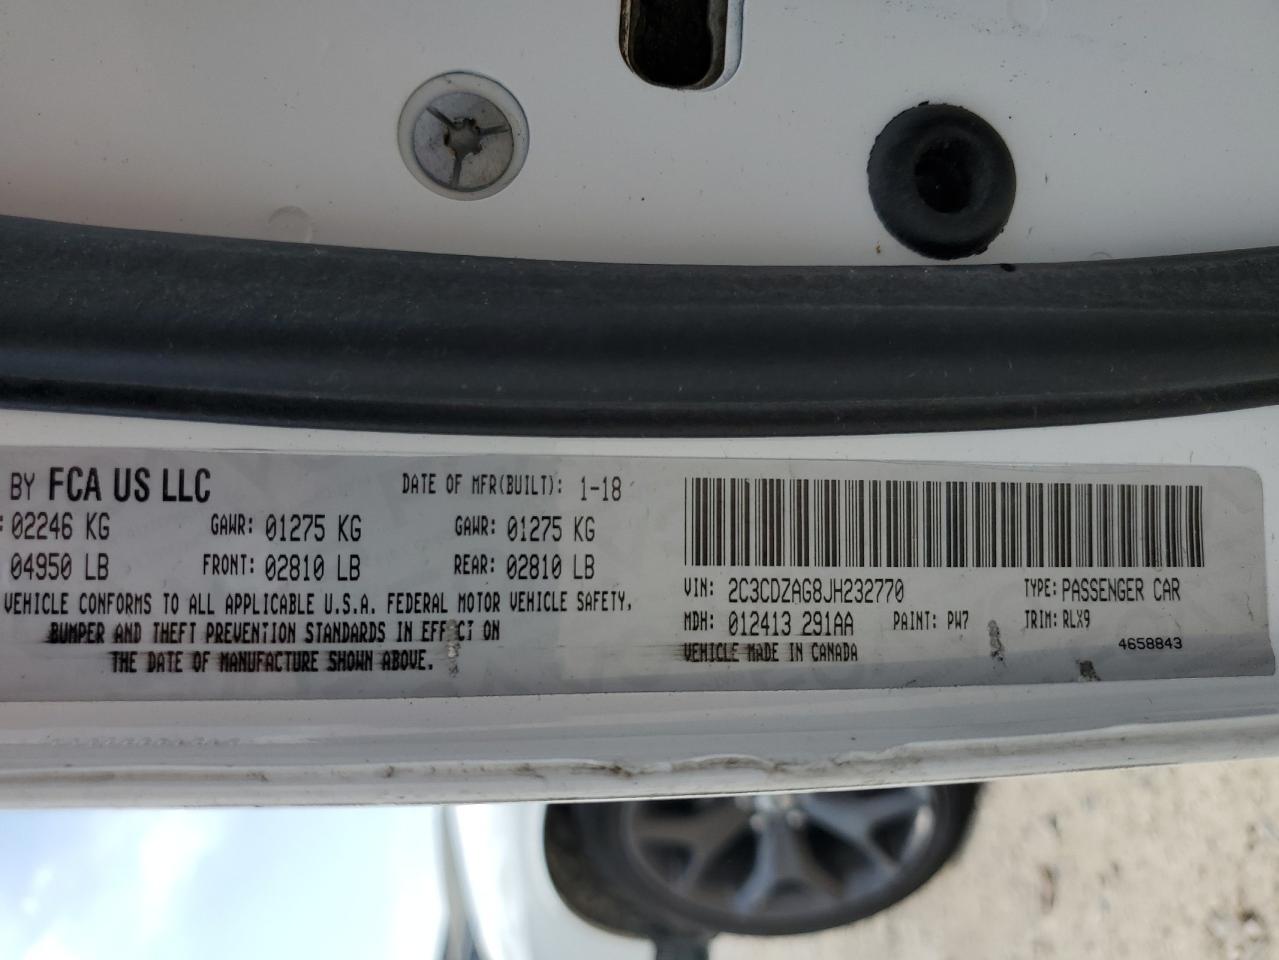 BY FCA US LLC DATE OF MFR(BUILT): 1-18
: 02246 KG GAWR: 01275 KG GAWR: 01275 KG
04950 LB FRONT: 02810 LB REAR: 02810 LB
VEHICLE CONFORMS TO ALL APPLICABLE U.S.A. FEDERAL MOTOR VEHICLE SAFETY,
BUMPER AND THEFT PREVENTION STANDARDS IN EFFECT ON
THE DATE OF MANUFACTURE SHOWN ABOVE.
VIN: 2C3CDZAG8JH232770 TYPE: PASSENGER CAR
MDH: 012413 291AA PAINT: PW7 TRIM: RLX9
VEHICLE MADE IN CANADA 4658843